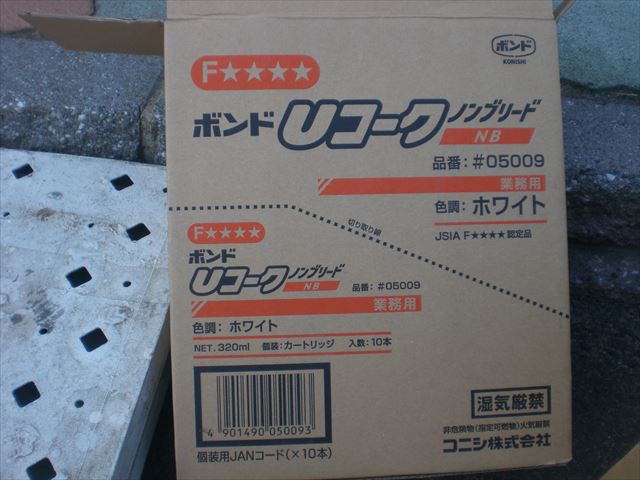 F★★★★
ボンド
KONISHI
ボンド Uコーク ノンブリード
NB
品番：#05009
業務用
色調：ホワイト
JSIA F★★★★認定品
切り取り線
F★★★★
ボンド
Uコーク ノンブリード
NB
品番：#05009
業務用
色調：ホワイト
NET. 320ml 個装：カートリッジ 入数：10本
4 901490 050093
個装用JANコード（×10本）
湿気厳禁
非危険物（指定可燃物）火気厳禁
コニシ株式会社